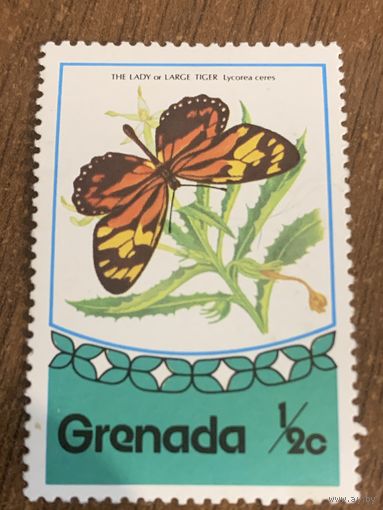 THE LADY or LARGE TIGER Lycorea ceres
Grenada ½c